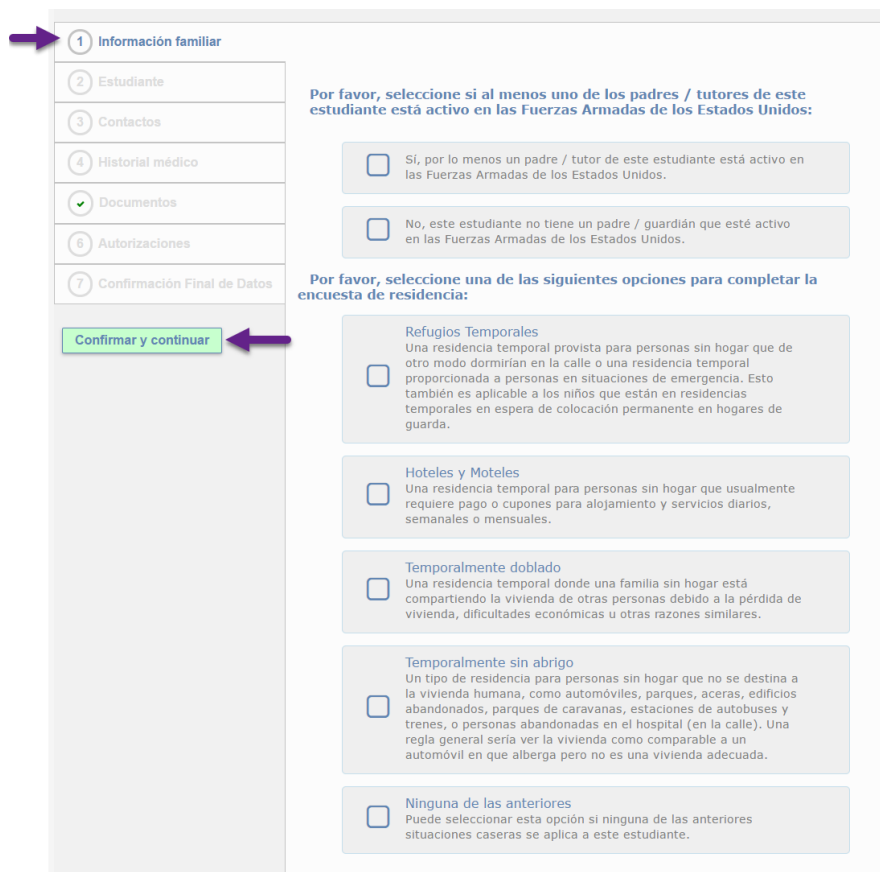 1 Información familiar
2 Estudiante
3 Contactos
4 Historial médico
Documentos
6 Autorizaciones
7 Confirmación Final de Datos
Confirmar y continuar
Por favor, seleccione si al menos uno de los padres / tutores de este
estudiante está activo en las Fuerzas Armadas de los Estados Unidos:
Sí, por lo menos un padre / tutor de este estudiante está activo en
las Fuerzas Armadas de los Estados Unidos.
No, este estudiante no tiene un padre / guardián que esté activo
en las Fuerzas Armadas de los Estados Unidos.
Por favor, seleccione una de las siguientes opciones para completar la
encuesta de residencia:
Refugios Temporales
Una residencia temporal provista para personas sin hogar que de
otro modo dormirían en la calle o una residencia temporal
proporcionada a personas en situaciones de emergencia. Esto
también es aplicable a los niños que están en residencias
temporales en espera de colocación permanente en hogares de
guarda.
Hoteles y Moteles
Una residencia temporal para personas sin hogar que usualmente
requiere pago o cupones para alojamiento y servicios diarios,
semanales o mensuales.
Temporalmente doblado
Una residencia temporal donde una familia sin hogar está
compartiendo la vivienda de otras personas debido a la pérdida de
vivienda, dificultades económicas u otras razones similares.
Temporalmente sin abrigo
Un tipo de residencia para personas sin hogar que no se destina a
la vivienda humana, como automóviles, parques, aceras, edificios
abandonados, parques de caravanas, estaciones de autobuses y
trenes, o personas abandonadas en el hospital (en la calle). Una
regla general sería ver la vivienda como comparable a un
automóvil en que alberga pero no es una vivienda adecuada.
Ninguna de las anteriores
Puede seleccionar esta opción si ninguna de las anteriores
situaciones caseras se aplica a este estudiante.